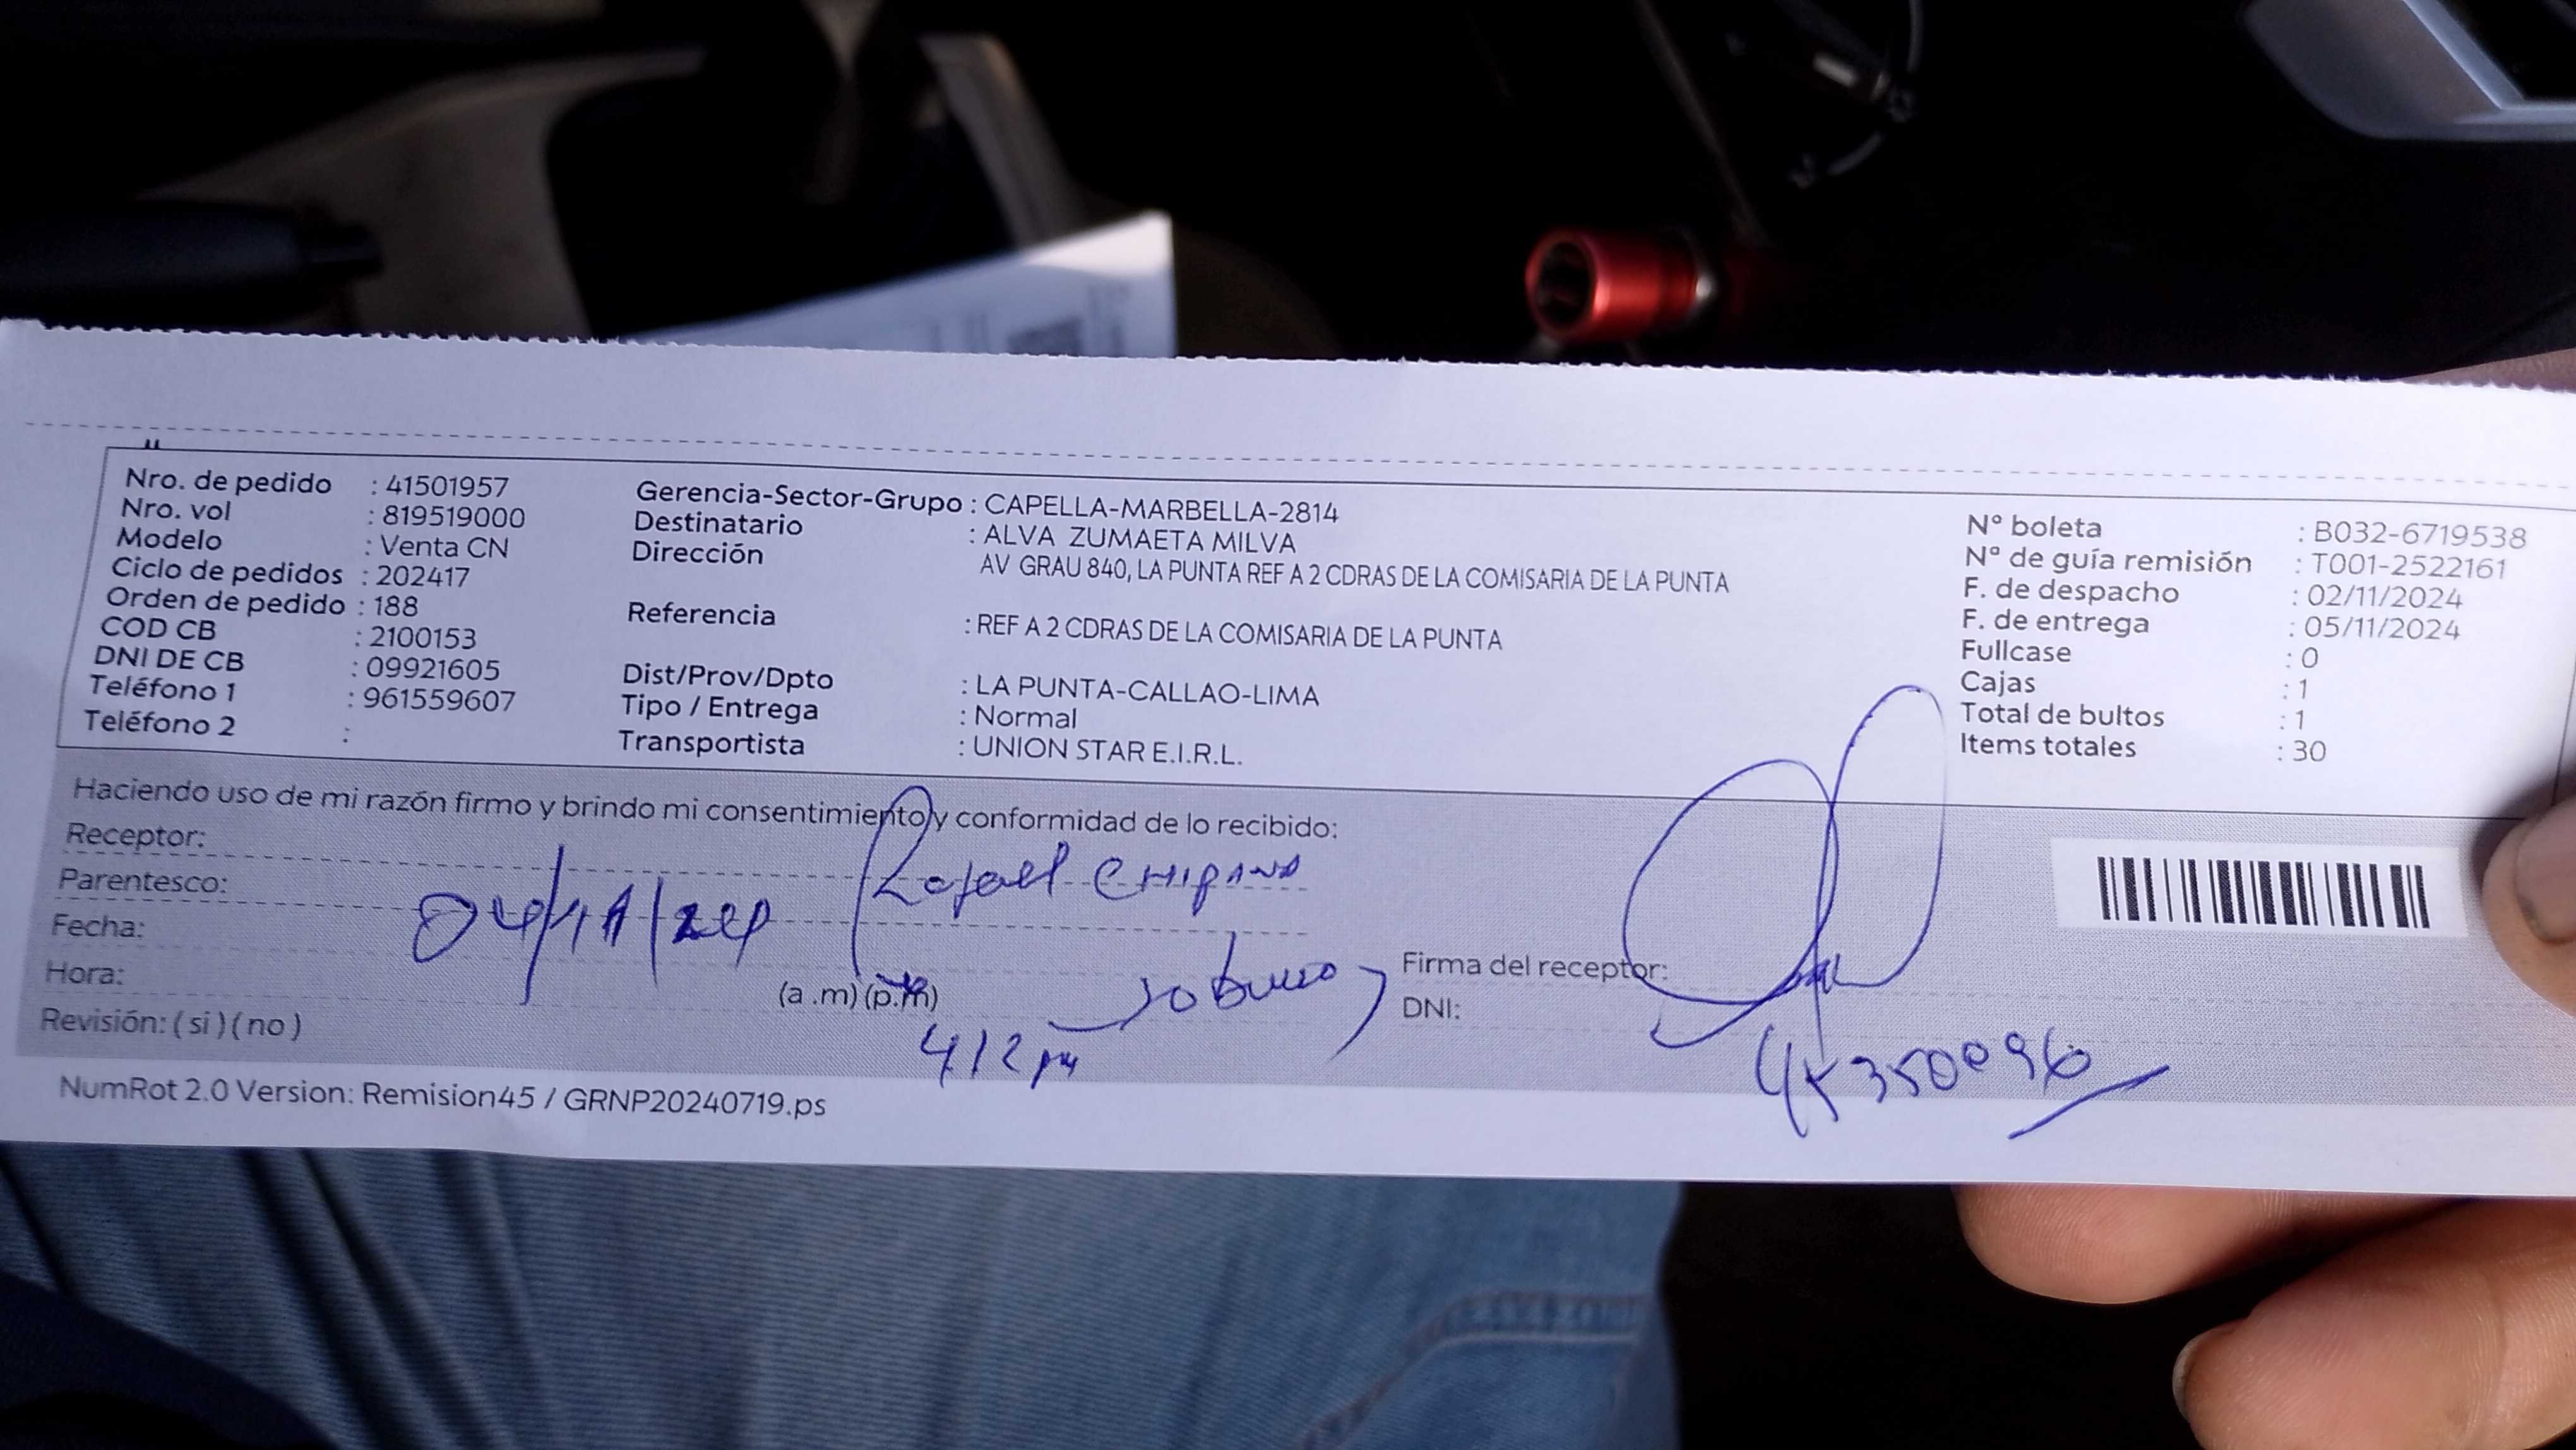 Nro. de pedido : 41501957
Nro. vol : 819519000
Modelo : Venta CN
Ciclo de pedidos : 202417
Orden de pedido : 188
COD CB : 2100153
DNI DE CB : 09921605
Teléfono 1 : 961559607
Teléfono 2 :
Gerencia-Sector-Grupo : CAPELLA-MARBELLA-2814
Destinatario : ALVA ZUMAETA MILVA
Dirección AV GRAU 840, LA PUNTA REF A 2 CDRAS DE LA COMISARIA DE LA PUNTA
Referencia : REF A 2 CDRAS DE LA COMISARIA DE LA PUNTA
Dist/Prov/Dpto : LA PUNTA-CALLAO-LIMA
Tipo / Entrega : Normal
Transportista : UNION STAR E.I.R.L.
N° boleta : B032-6719538
N° de guía remisión : T001-2522161
F. de despacho : 02/11/2024
F. de entrega : 05/11/2024
Fullcase : 0
Cajas : 1
Total de bultos : 1
Items totales : 30
Haciendo uso de mi razón firmo y brindo mi consentimiento y conformidad de lo recibido:
Receptor:
Rafael CHIPANA
Parentesco:
Fecha:
Hora: (a .m) (p.m)
Revisión: ( si ) ( no )
412 pm
sobrino
Firma del receptor:
DNI:
NumRot 2.0 Version: Remision45 / GRNP20240719.ps